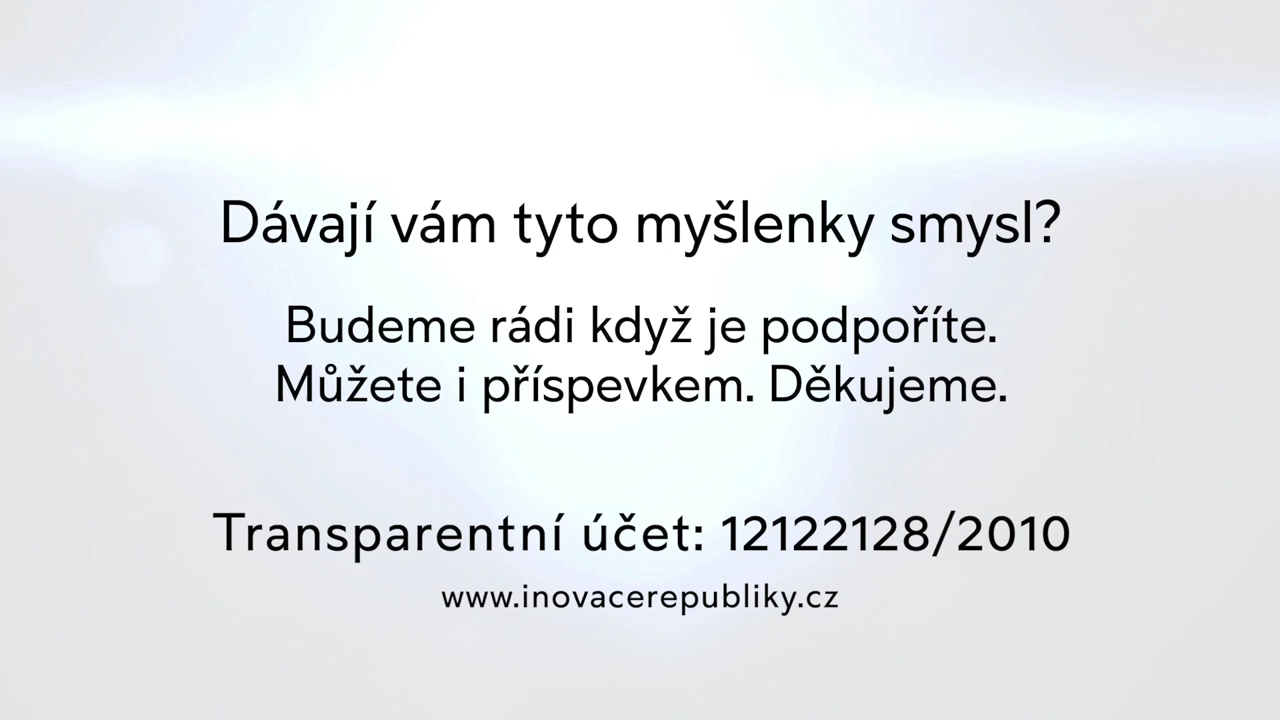 Dávají vám tyto myšlenky smysl?
Budeme rádi když je podpoříte.
Můžete i příspevkem. Děkujeme.
Transparentní účet: 12122128/2010
www.inovacerepubliky.cz